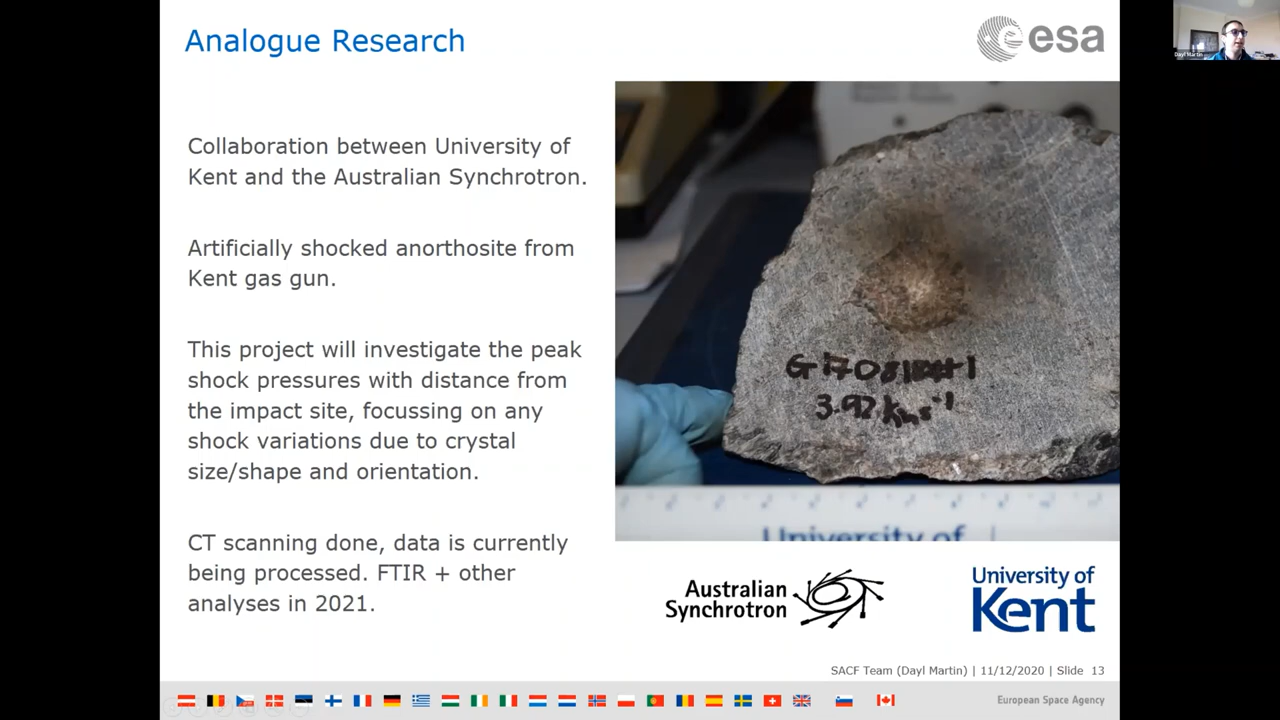 Analogue Research
esa
Dayl Martin
Collaboration between University of
Kent and the Australian Synchrotron.
Artificially shocked anorthosite from
Kent gas gun.
This project will investigate the peak
shock pressures with distance from
the impact site, focussing on any
shock variations due to crystal
size/shape and orientation.
CT scanning done, data is currently
being processed. FTIR + other
analyses in 2021.
3.92 kms⁻¹
University of
Australian
Synchrotron
University of
Kent
SACF Team (Dayl Martin) | 11/12/2020 | Slide 13
European Space Agency